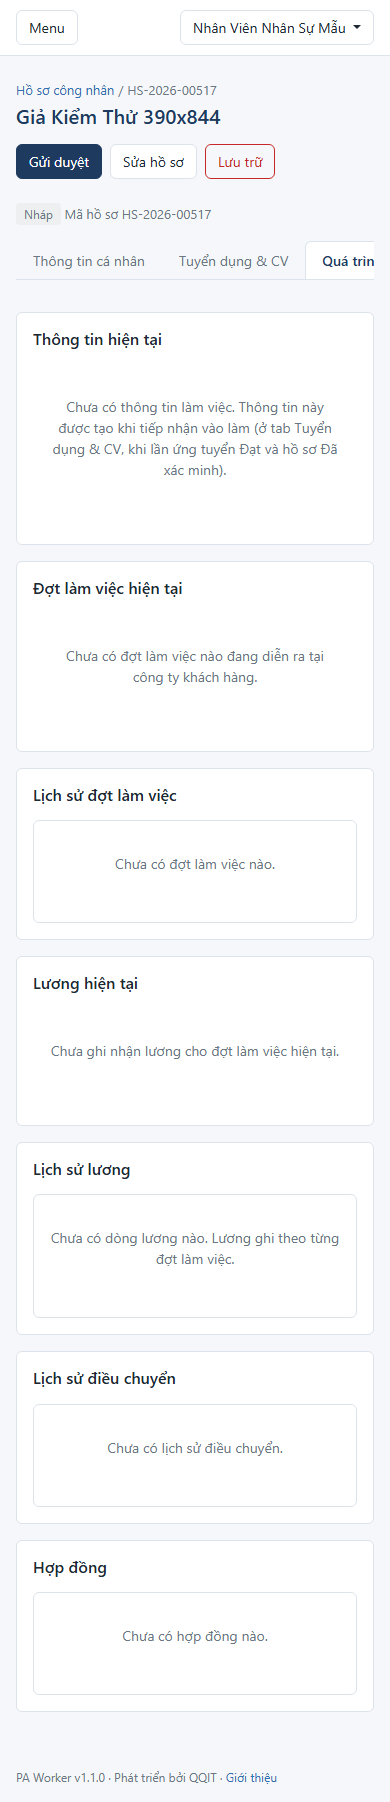 Menu
Nhân Viên Nhân Sự Mẫu
Hồ sơ công nhân / HS-2026-00517
Giả Kiểm Thử 390x844
Gửi duyệt
Sửa hồ sơ
Lưu trữ
Nháp Mã hồ sơ HS-2026-00517
Thông tin cá nhân
Tuyển dụng & CV
Quá trìn
Thông tin hiện tại
Chưa có thông tin làm việc. Thông tin này
được tạo khi tiếp nhận vào làm (ở tab Tuyển
dụng & CV, khi lần ứng tuyển Đạt và hồ sơ Đã
xác minh).
Đợt làm việc hiện tại
Chưa có đợt làm việc nào đang diễn ra tại
công ty khách hàng.
Lịch sử đợt làm việc
Chưa có đợt làm việc nào.
Lương hiện tại
Chưa ghi nhận lương cho đợt làm việc hiện tại.
Lịch sử lương
Chưa có dòng lương nào. Lương ghi theo từng
đợt làm việc.
Lịch sử điều chuyển
Chưa có lịch sử điều chuyển.
Hợp đồng
Chưa có hợp đồng nào.
PA Worker v1.1.0 · Phát triển bởi QQIT · Giới thiệu